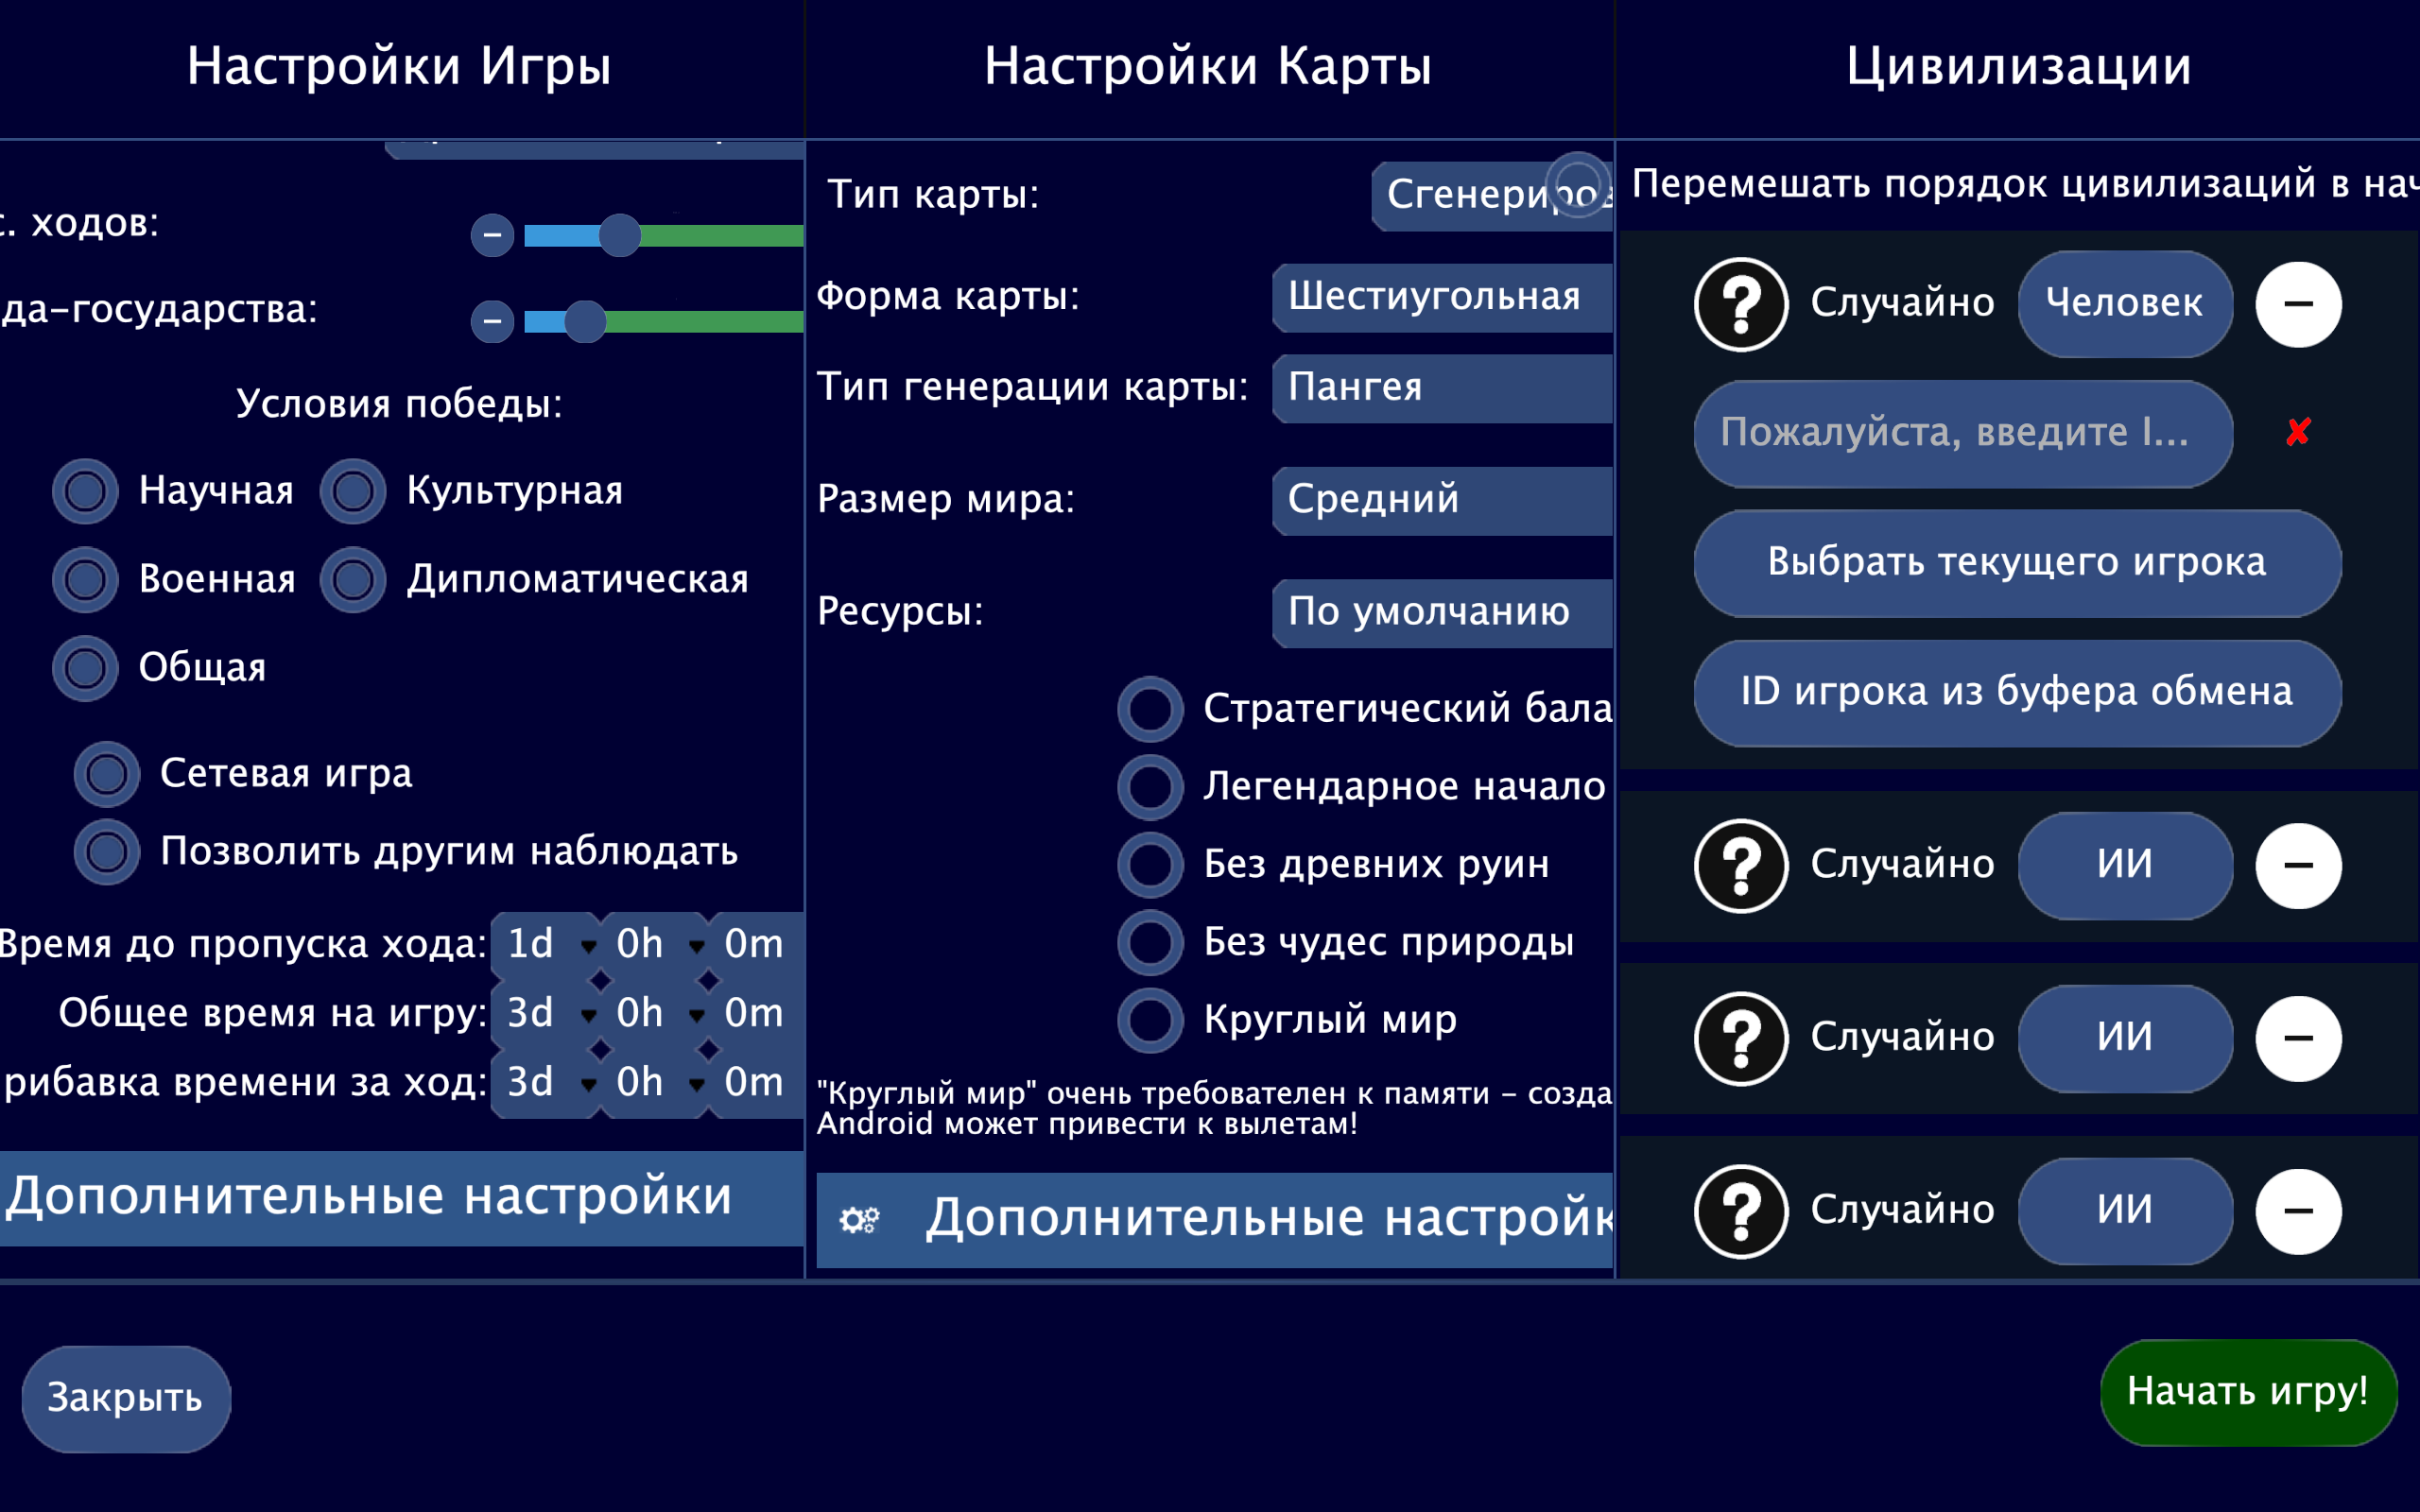 Настройки Игры
Настройки Карты
Цивилизации
с. ходов:
да-государства:
Условия победы:
Научная
Культурная
Военная
Дипломатическая
Общая
Сетевая игра
Позволить другим наблюдать
Время до пропуска хода: 1d 0h 0m
Общее время на игру: 3d 0h 0m
рибавка времени за ход: 3d 0h 0m
Дополнительные настройки
Тип карты: Сгенериров
Форма карты: Шестиугольная
Тип генерации карты: Пангея
Размер мира: Средний
Ресурсы: По умолчанию
Стратегический бала
Легендарное начало
Без древних руин
Без чудес природы
Круглый мир
"Круглый мир" очень требователен к памяти - созда
Android может привести к вылетам!
Дополнительные настройк
Перемешать порядок цивилизаций в нач
? Случайно Человек −
Пожалуйста, введите I... ✘
Выбрать текущего игрока
ID игрока из буфера обмена
? Случайно ИИ −
? Случайно ИИ −
? Случайно ИИ −
Закрыть
Начать игру!